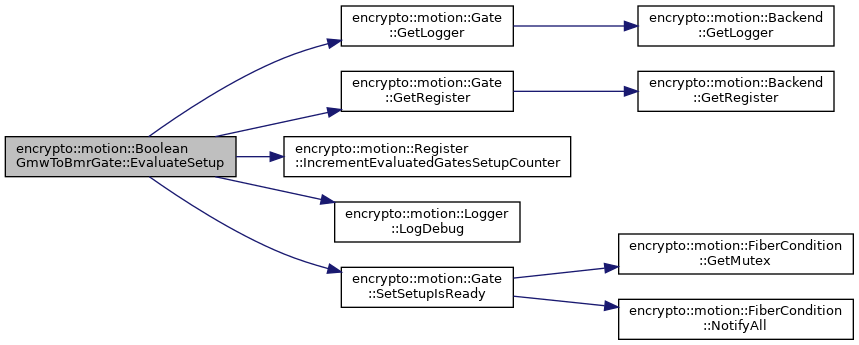 encrypto::motion::Boolean
GmwToBmrGate::EvaluateSetup
encrypto::motion::Gate
::GetLogger
encrypto::motion::Backend
::GetLogger
encrypto::motion::Gate
::GetRegister
encrypto::motion::Backend
::GetRegister
encrypto::motion::Register
::IncrementEvaluatedGatesSetupCounter
encrypto::motion::Logger
::LogDebug
encrypto::motion::Gate
::SetSetupIsReady
encrypto::motion::FiberCondition
::GetMutex
encrypto::motion::FiberCondition
::NotifyAll